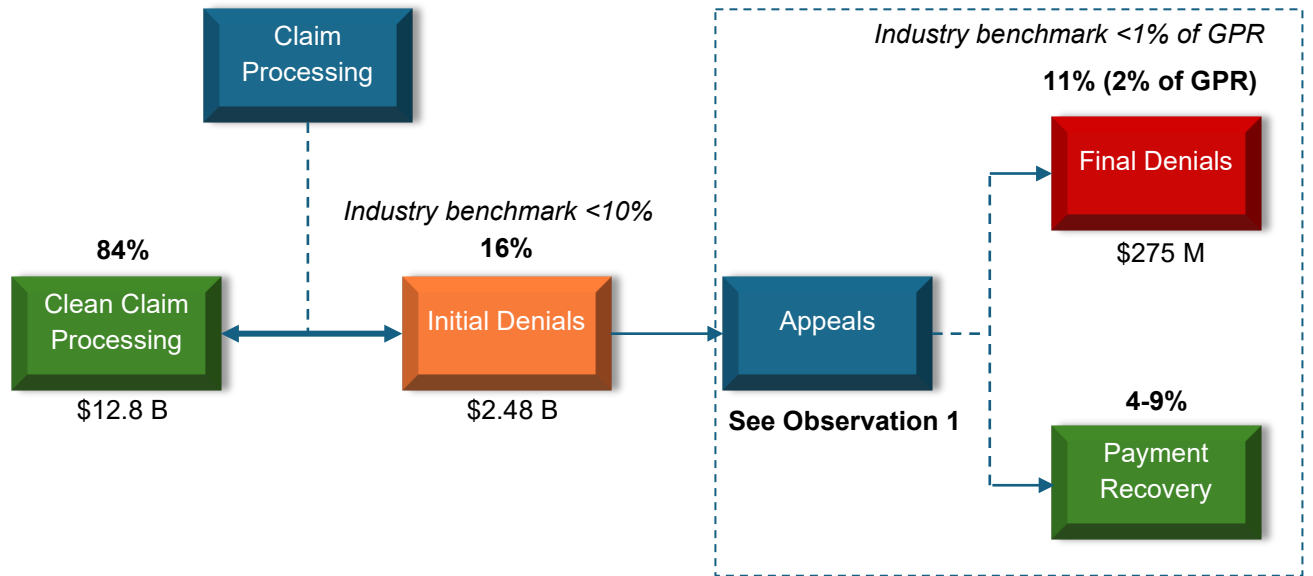 Claim
Processing
Industry benchmark <1% of GPR
11% (2% of GPR)
Final Denials
$275 M
Industry benchmark <10%
84%
16%
Clean Claim
Processing
Initial Denials
Appeals
$12.8 B
$2.48 B
See Observation 1
4-9%
Payment
Recovery